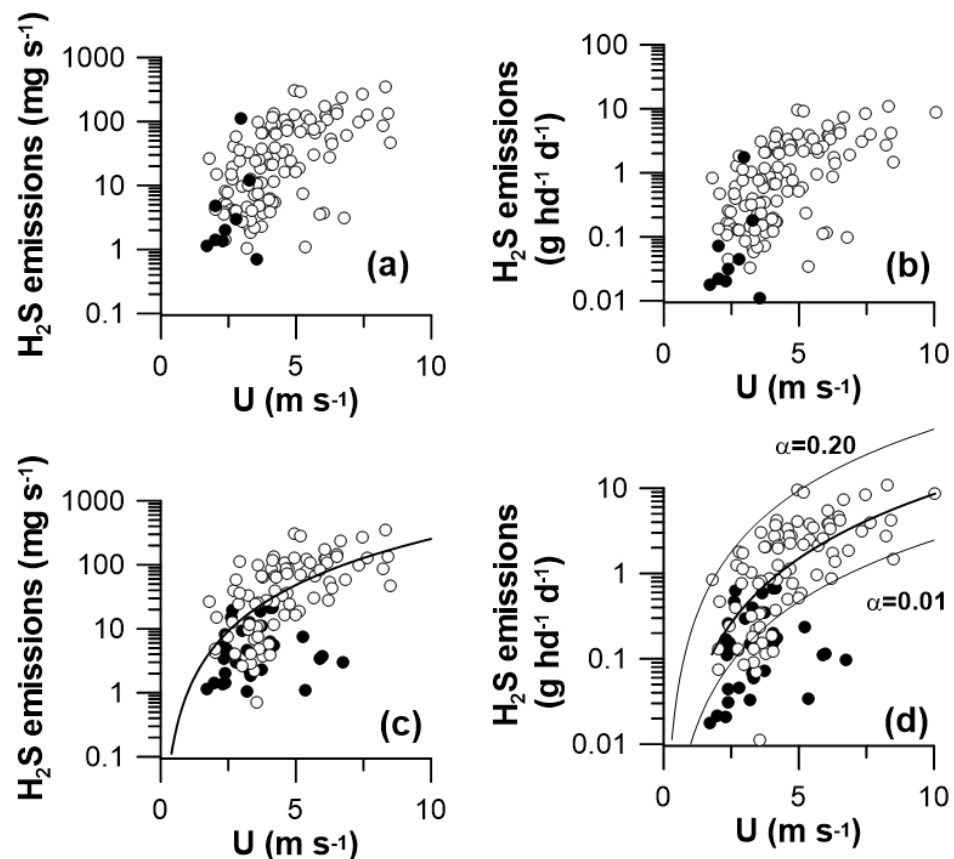 H₂S emissions (mg s⁻¹)
1000
100
10
1
0.1
0
5
10
U (m s⁻¹)
(a)
H₂S emissions
(g hd⁻¹ d⁻¹)
100
10
1
0.1
0.01
0
5
10
U (m s⁻¹)
(b)
H₂S emissions (mg s⁻¹)
1000
100
10
1
0.1
0
5
10
U (m s⁻¹)
(c)
H₂S emissions
(g hd⁻¹ d⁻¹)
10
1
0.1
0.01
0
5
10
U (m s⁻¹)
α=0.20
α=0.01
(d)